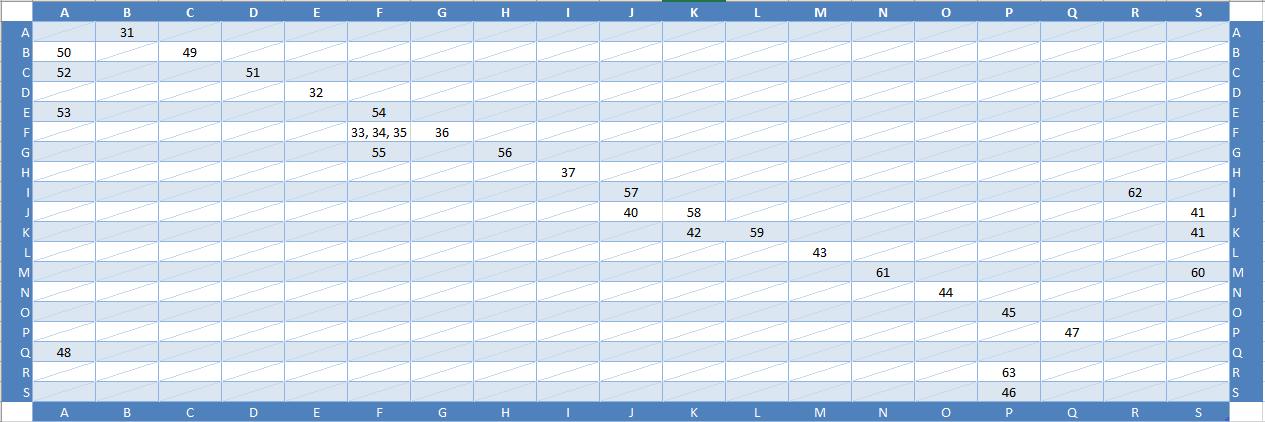 A B C D E F G H I J K L M N O P Q R S
A 31 A
B 50 49 B
C 52 51 C
D 32 D
E 53 54 E
F 33, 34, 35 36 F
G 55 56 G
H 37 H
I 57 62 I
J 40 58 41 J
K 42 59 41 K
L 43 L
M 61 60 M
N 44 N
O 45 O
P 47 P
Q 48 Q
R 63 R
S 46 S
A B C D E F G H I J K L M N O P Q R S